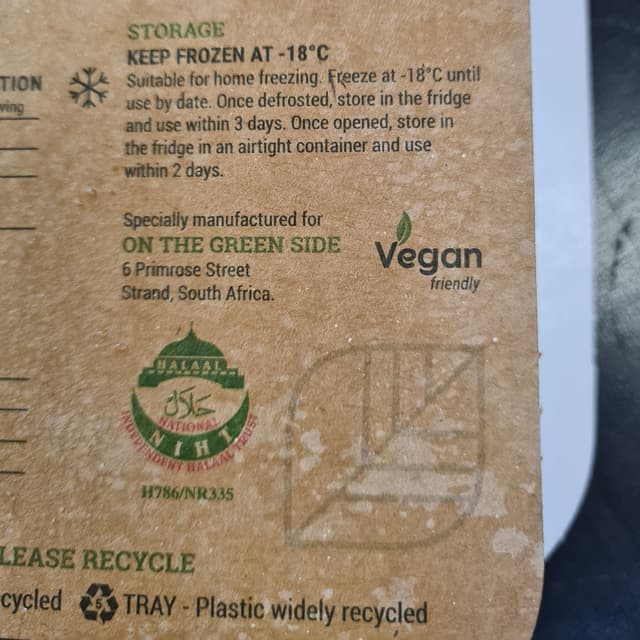 STORAGE
KEEP FROZEN AT -18°C
TION
Suitable for home freezing. Freeze at -18°C until
ving
use by date. Once defrosted, store in the fridge
and use within 3 days. Once opened, store in
the fridge in an airtight container and use
within 2 days.
Specially manufactured for
ON THE GREEN SIDE
6 Primrose Street
Strand, South Africa.
Vegan
friendly
HALAAL
حلال
NATIONAL
NIHT
INDEPENDENT HALAAL TRUST
H786/NR335
LEASE RECYCLE
cycled 5 TRAY - Plastic widely recycled